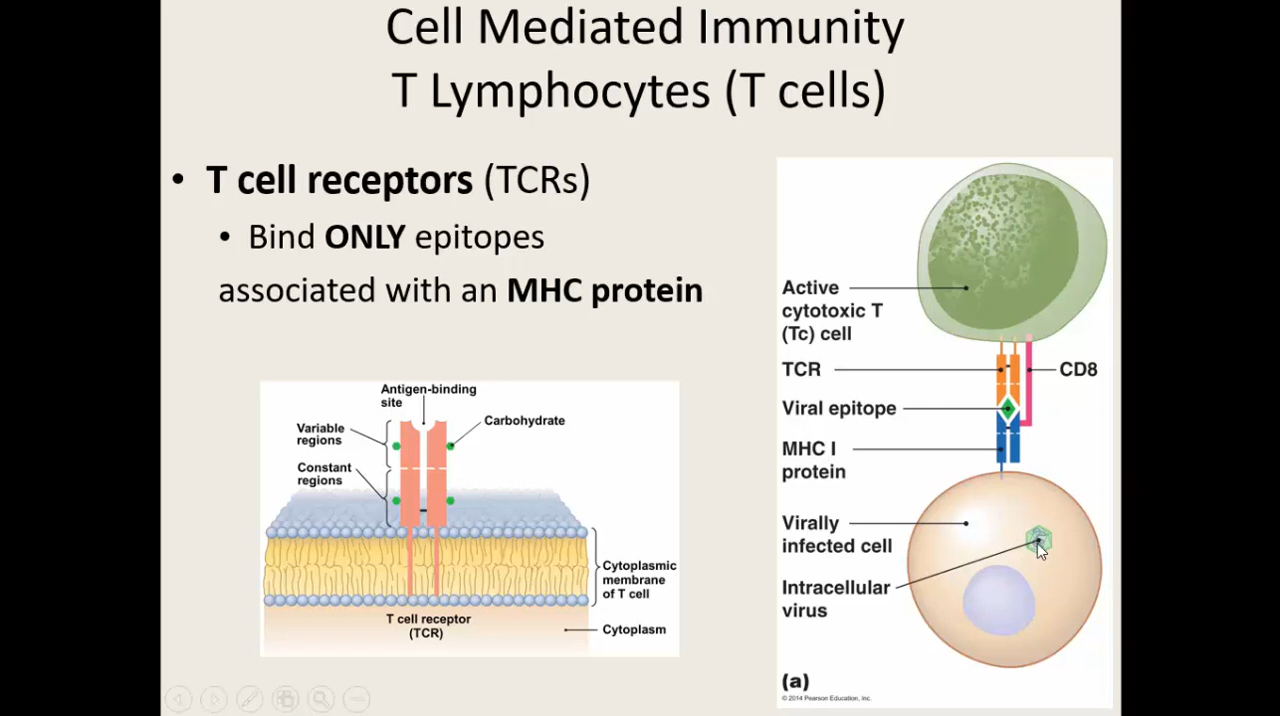 Cell Mediated Immunity
T Lymphocytes (T cells)
• T cell receptors (TCRs)
• Bind ONLY epitopes
associated with an MHC protein
Antigen-binding
site
Carbohydrate
Variable
regions
Constant
regions
Cytoplasmic
membrane
of T cell
T cell receptor
(TCR)
Cytoplasm
Active
cytotoxic T
(Tc) cell
TCR
CD8
Viral epitope
MHC I
protein
Virally
infected cell
Intracellular
virus
(a)
© 2014 Pearson Education, Inc.